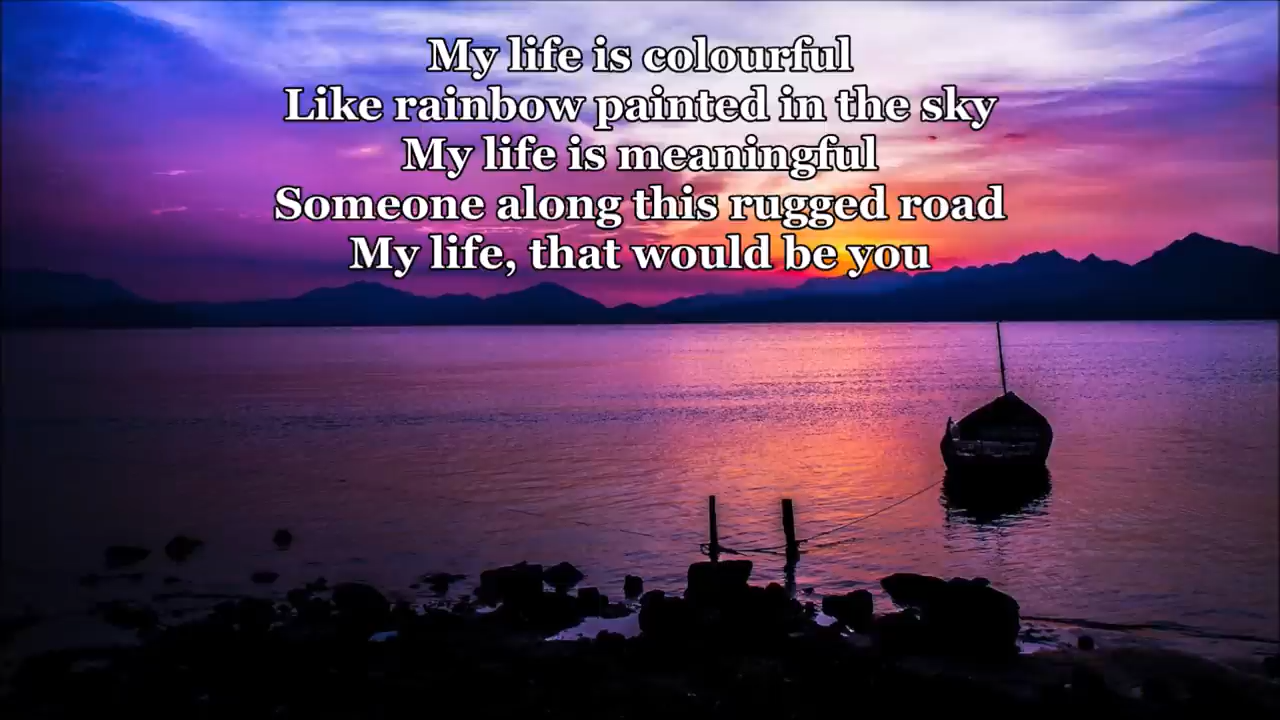 My life is colourful
Like rainbow painted in the sky
My life is meaningful
Someone along this rugged road
My life, that would be you